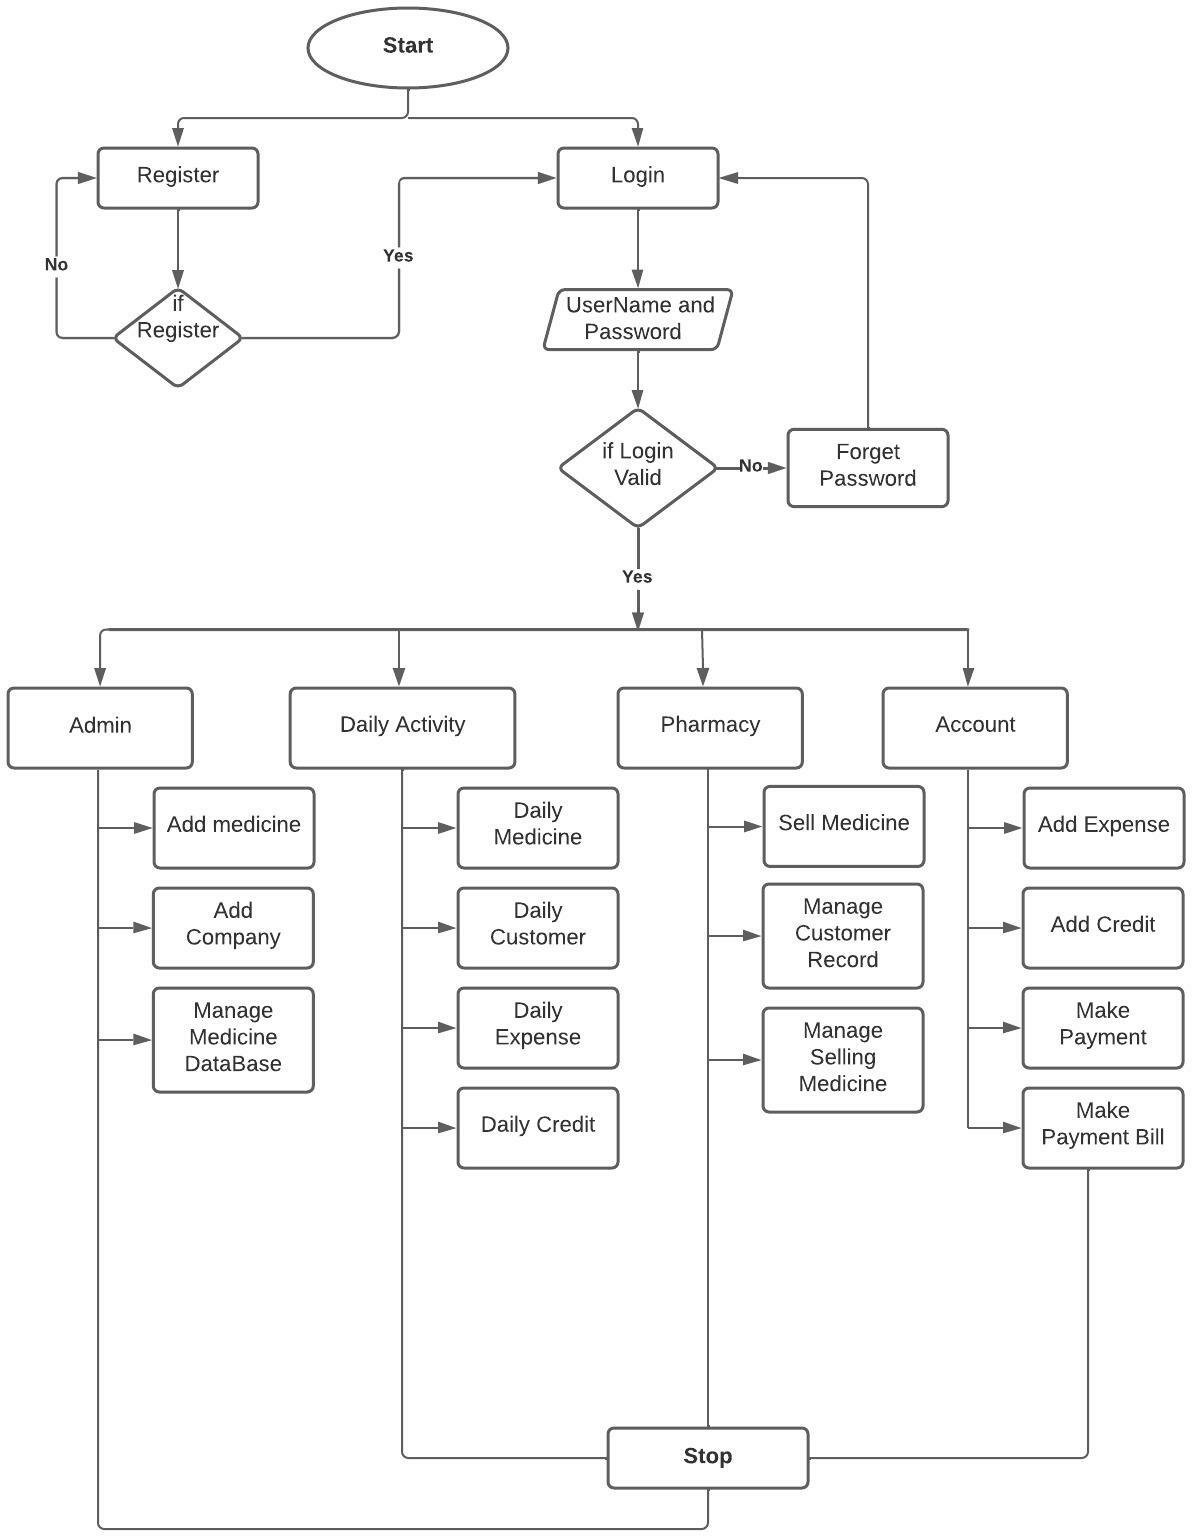 Start
Register
Login
No
Yes
if
Register
UserName and
Password
if Login
Valid
No
Forget
Password
Yes
Admin
Daily Activity
Pharmacy
Account
Add medicine
Add
Company
Manage
Medicine
DataBase
Daily
Medicine
Daily
Customer
Daily
Expense
Daily Credit
Sell Medicine
Manage
Customer
Record
Manage
Selling
Medicine
Add Expense
Add Credit
Make
Payment
Make
Payment Bill
Stop